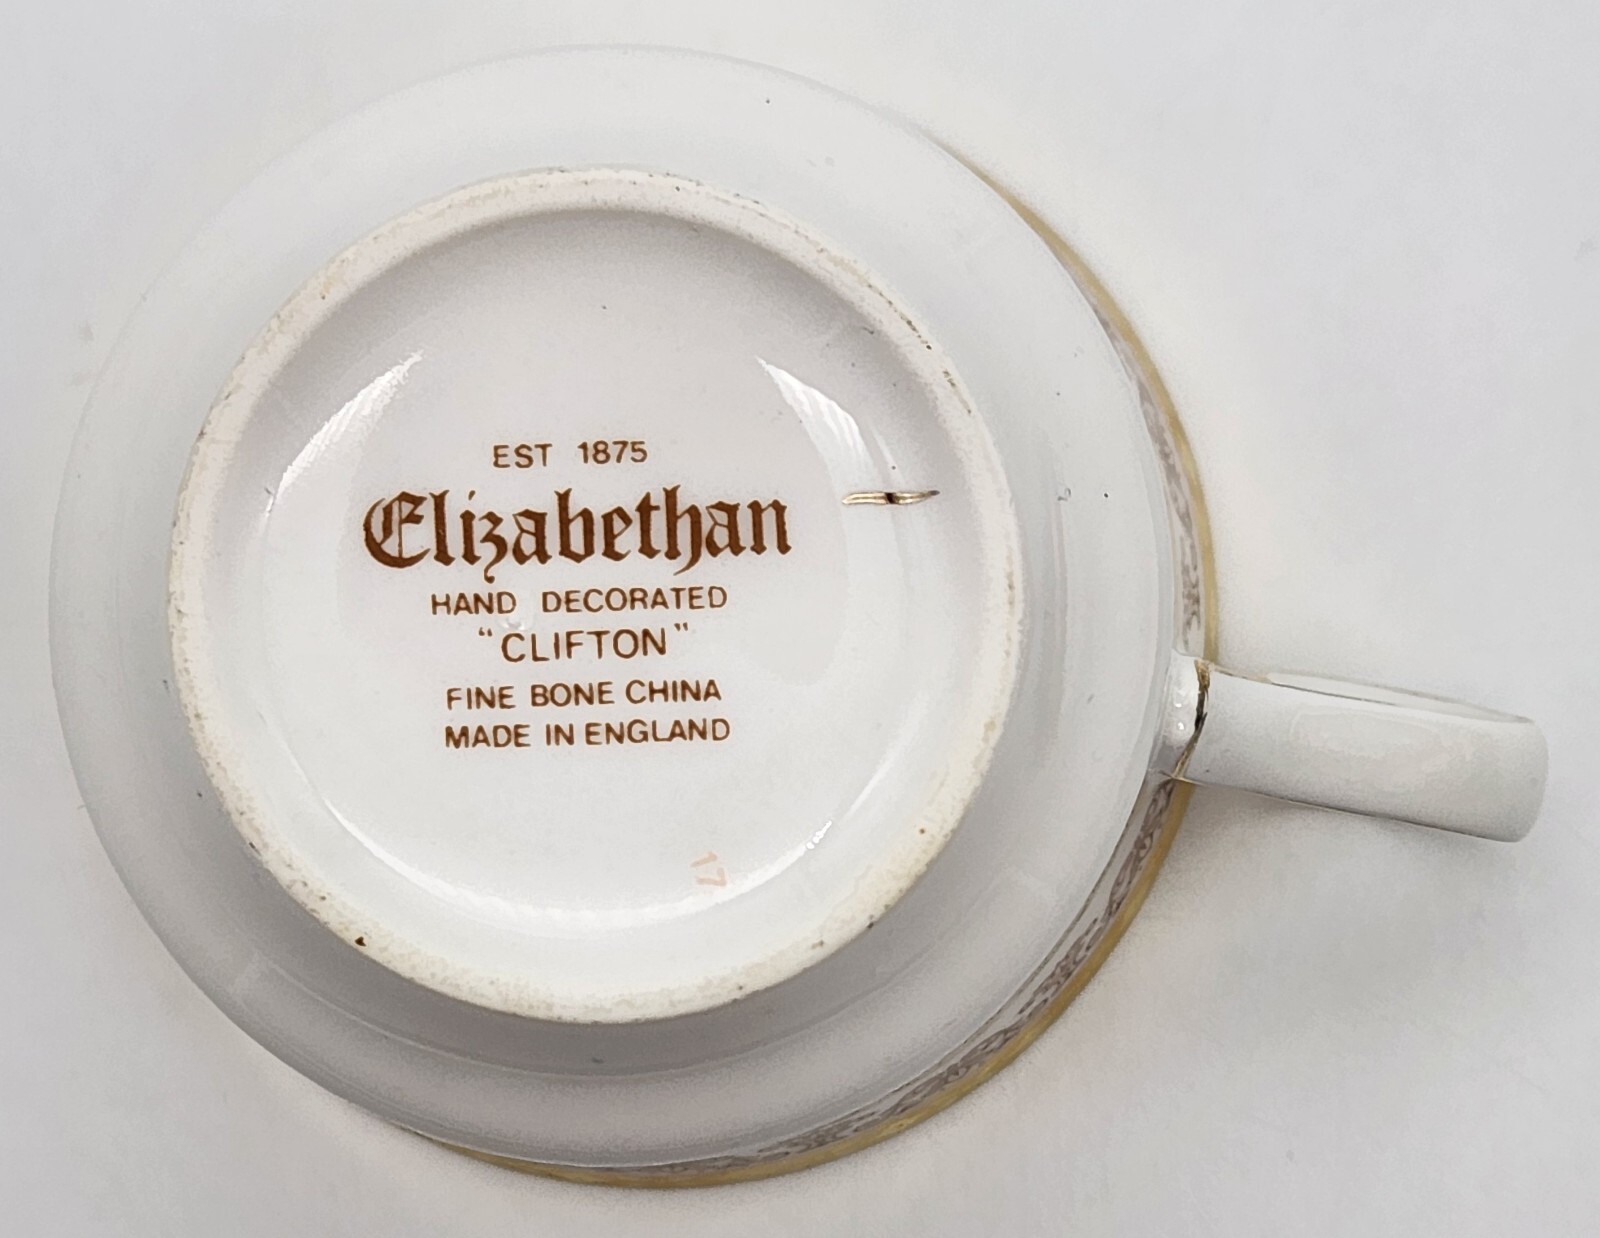 EST 1875
Elizabethan
HAND DECORATED
"CLIFTON"
FINE BONE CHINA
MADE IN ENGLAND
17